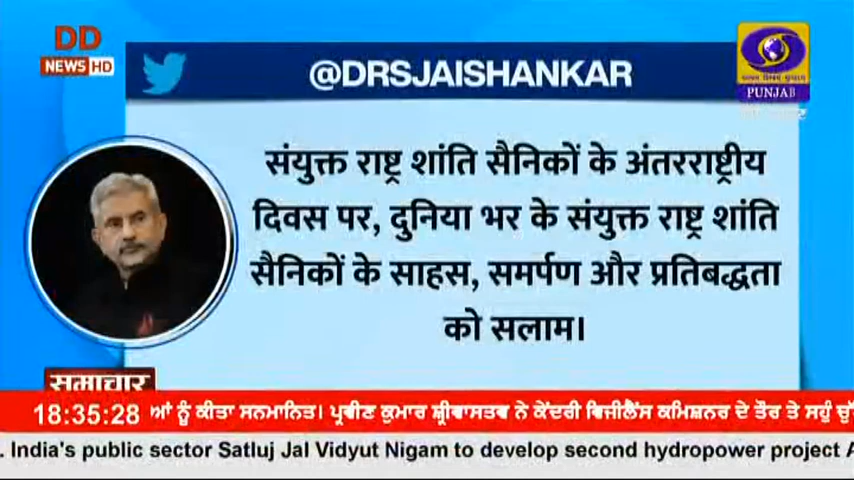 DD
NEWS HD
@DRSJAISHANKAR
PUNJAB
संयुक्त राष्ट्र शांति सैनिकों के अंतरराष्ट्रीय
दिवस पर, दुनिया भर के संयुक्त राष्ट्र शांति
सैनिकों के साहस, समर्पण और प्रतिबद्धता
को सलाम।
समाचार
18:35:28 ਆਂ ਨੂੰ ਕੀਤਾ ਸਨਮਾਨਿਤ। ਪ੍ਰਵੀਣ ਕੁਮਾਰ ਸ਼੍ਰੀਵਾਸਤਵ ਨੇ ਕੇਂਦਰੀ ਵਿਜੀਲੈਂਸ ਕਮਿਸ਼ਨਰ ਦੇ ਤੌਰ ਤੇ ਸਹੁੰ
. India's public sector Satluj Jal Vidyut Nigam to develop second hydropower project A